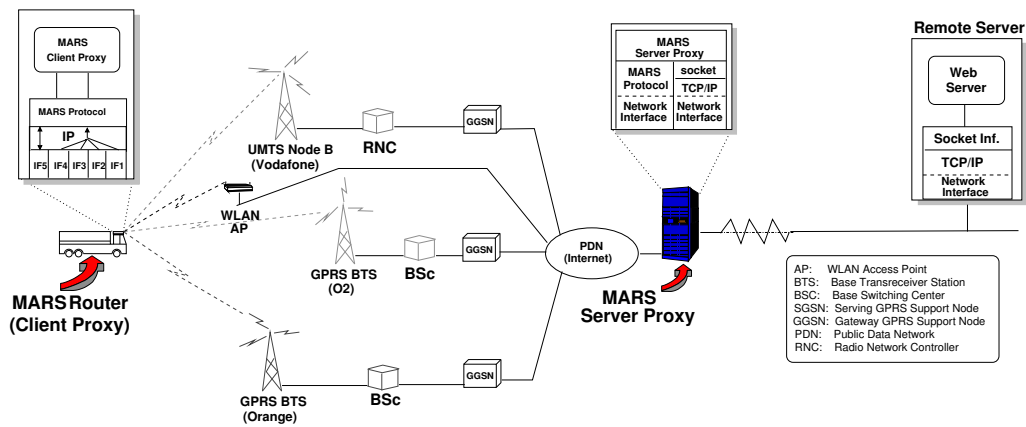 MARS
Client Proxy
MARS Protocol
IP
IF5 IF4 IF3 IF2 IF1
MARS Router
(Client Proxy)
UMTS Node B
(Vodafone)
RNC
GGSN
WLAN
AP
GPRS BTS
(O2)
BSc
GGSN
GPRS BTS
(Orange)
BSc
GGSN
PDN
(Internet)
MARS
Server Proxy
MARS
Protocol
socket
TCP/IP
Network
Interface
Network
Interface
MARS
Server Proxy
Remote Server
Web
Server
Socket Inf.
TCP/IP
Network
Interface
AP: WLAN Access Point
BTS: Base Transreceiver Station
BSC: Base Switching Center
SGSN: Serving GPRS Support Node
GGSN: Gateway GPRS Support Node
PDN: Public Data Network
RNC: Radio Network Controller